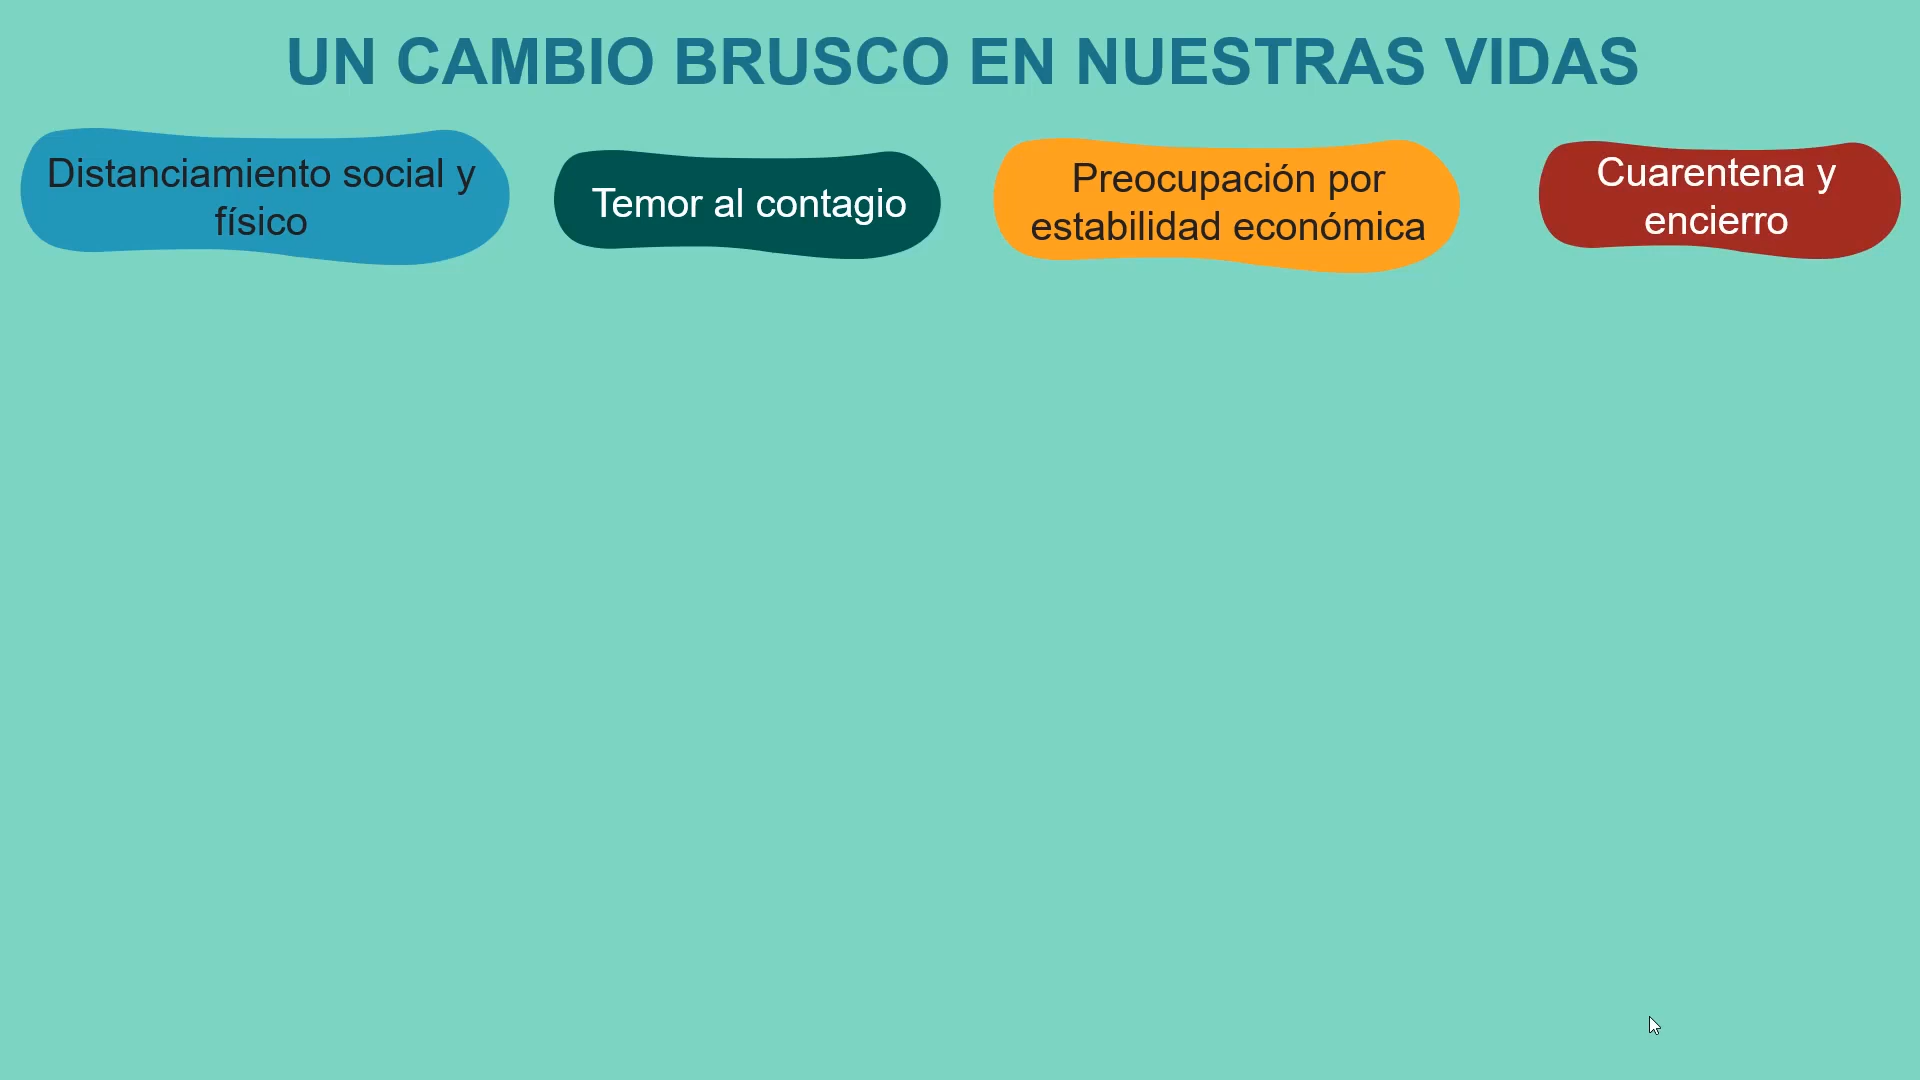 UN CAMBIO BRUSCO EN NUESTRAS VIDAS
Distanciamiento social y
físico
Temor al contagio
Preocupación por
estabilidad económica
Cuarentena y
encierro